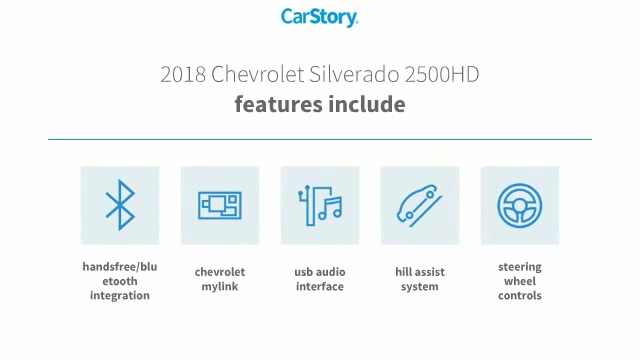 CarStory.
2018 Chevrolet Silverado 2500HD
features include
handsfree/blu
etooth
integration
chevrolet
mylink
usb audio
interface
hill assist
system
steering
wheel
controls